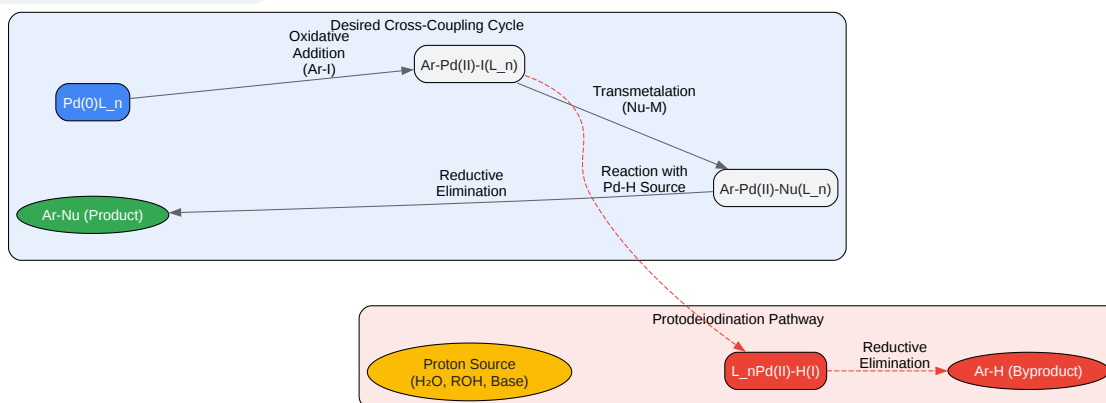 Desired Cross-Coupling Cycle
Oxidative
Addition
(Ar-I)
Ar-Pd(II)-I(L_n)
Pd(0)L_n
Transmetalation
(Nu-M)
Reductive
Elimination
Reaction with
Pd-H Source
Ar-Pd(II)-Nu(L_n)
Ar-Nu (Product)
Protodeiodination Pathway
Proton Source
(H₂O, ROH, Base)
L_nPd(II)-H(I)
Reductive
Elimination
Ar-H (Byproduct)